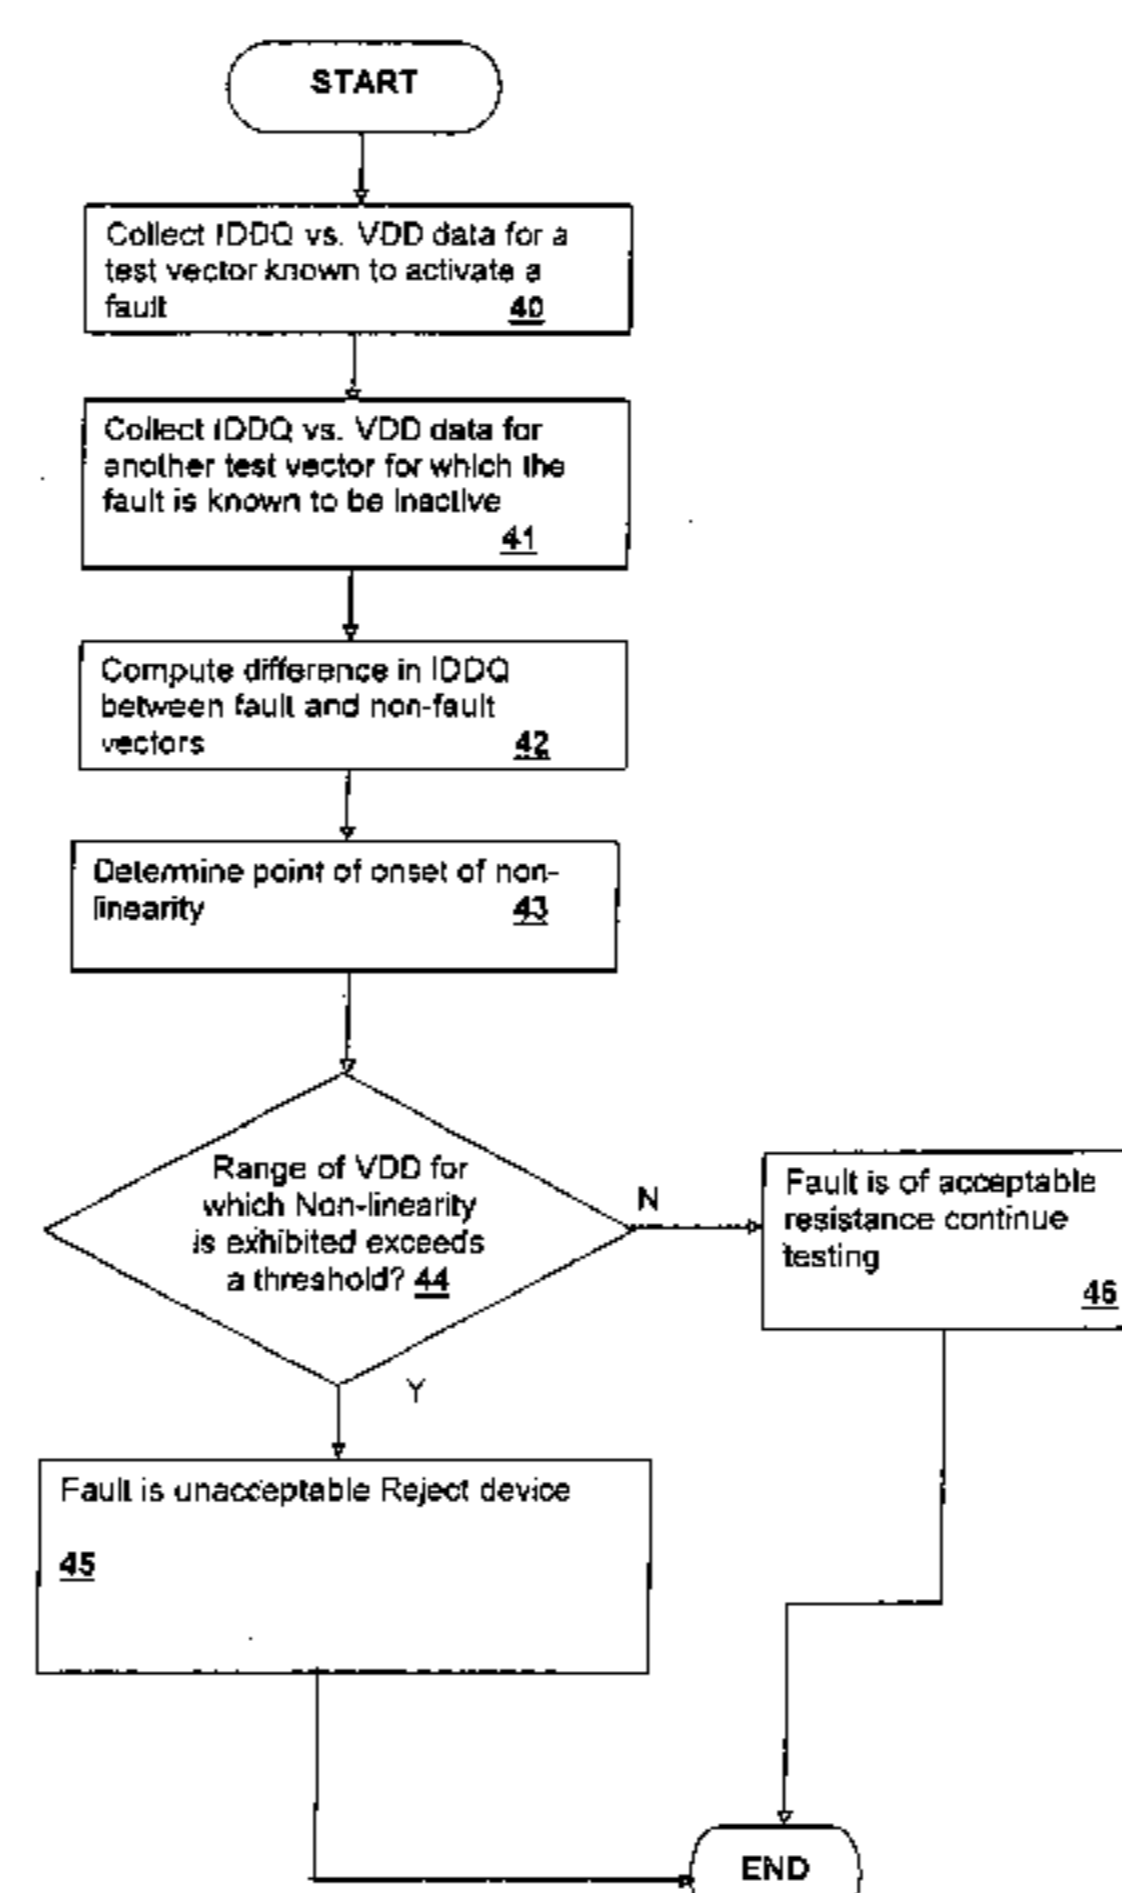 START
Collect IDDQ vs. VDD data for a
test vector known to activate a
fault 40
Collect IDDQ vs. VDD data for
another test vector for which the
fault is known to be inactive
41
Compute difference in IDDQ
between fault and non-fault
vectors 42
Determine point of onset of non-
linearity 43
Range of VDD for
which Non-linearity
is exhibited exceeds
a threshold? 44
N
Fault is of acceptable
resistance continue
testing
46
Y
Fault is unacceptable Reject device
45
END